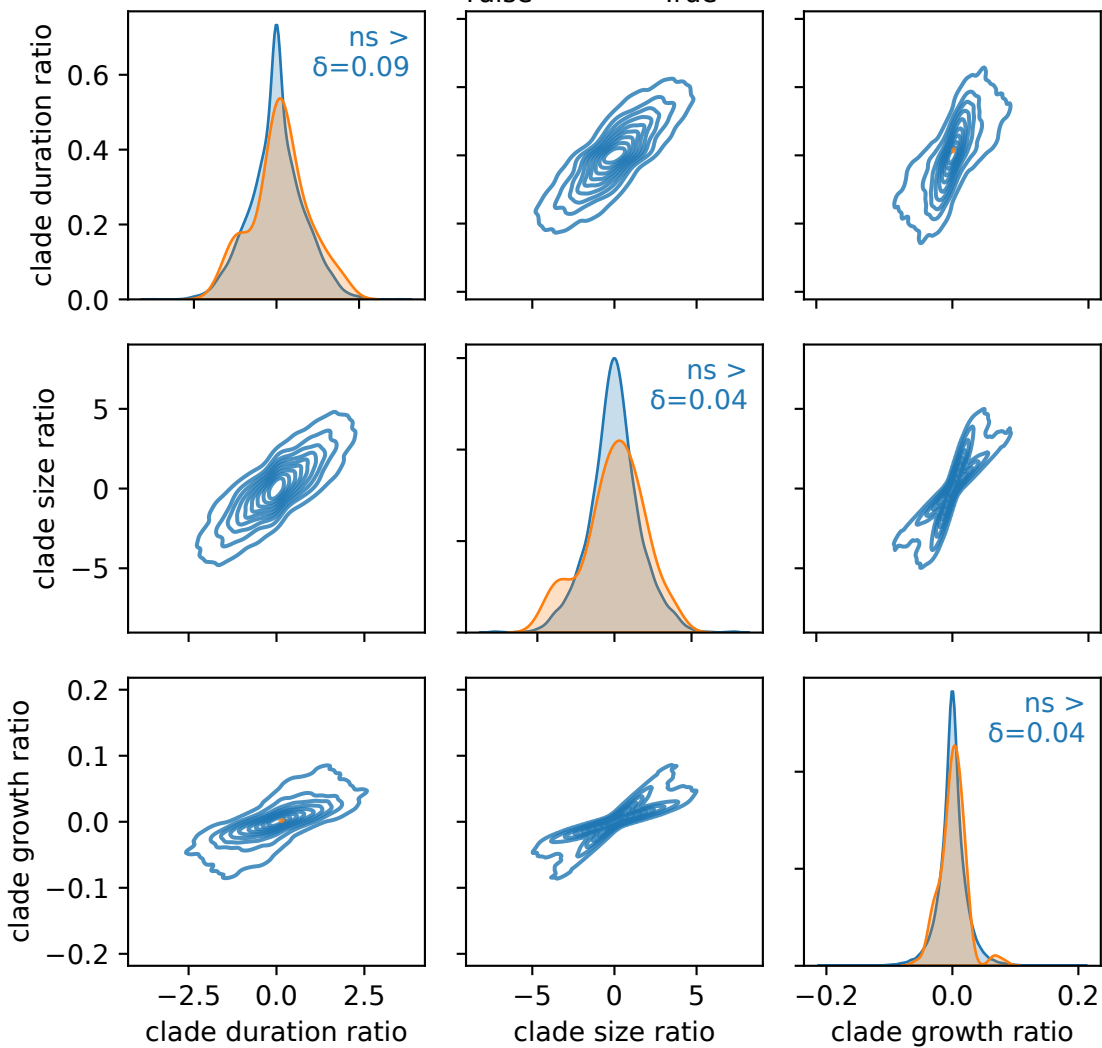 clade duration ratio
0.6
0.4
0.2
0.0
ns >
δ=0.09
clade size ratio
5
0
−5
ns >
δ=0.04
clade growth ratio
0.2
0.1
0.0
−0.1
−0.2
ns >
δ=0.04
−2.5 0.0 2.5
−5 0 5
−0.2 0.0 0.2
clade duration ratio
clade size ratio
clade growth ratio